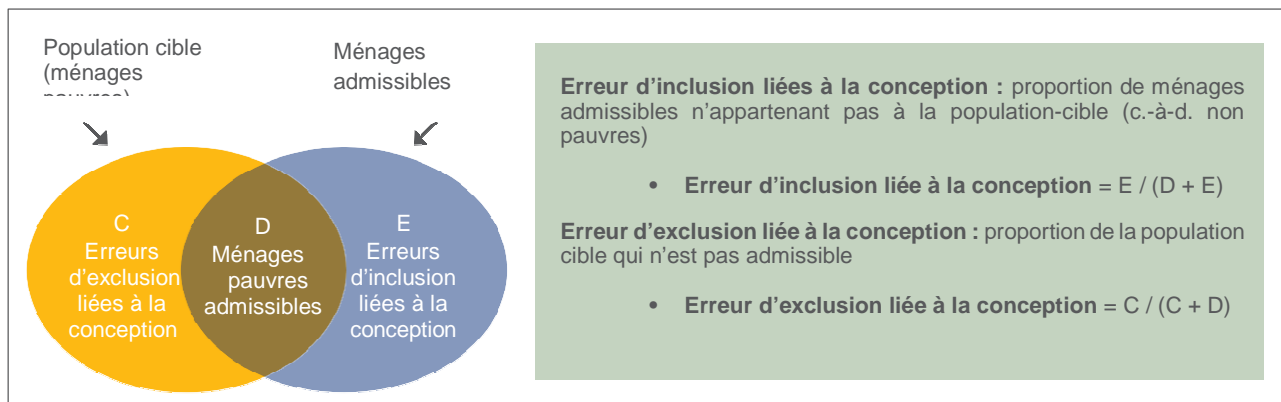 Population cible
(ménages
pauvres)
Ménages
admissibles
C
Erreurs
d'exclusion
liées à la
conception
D
Ménages
pauvres
admissibles
E
Erreurs
d'inclusion
liées à la
conception
Erreur d'inclusion liées à la conception : proportion de ménages
admissibles n'appartenant pas à la population-cible (c.-à-d. non
pauvres)
• Erreur d'inclusion liée à la conception = E / (D + E)
Erreur d'exclusion liée à la conception : proportion de la population
cible qui n'est pas admissible
• Erreur d'exclusion liée à la conception = C / (C + D)